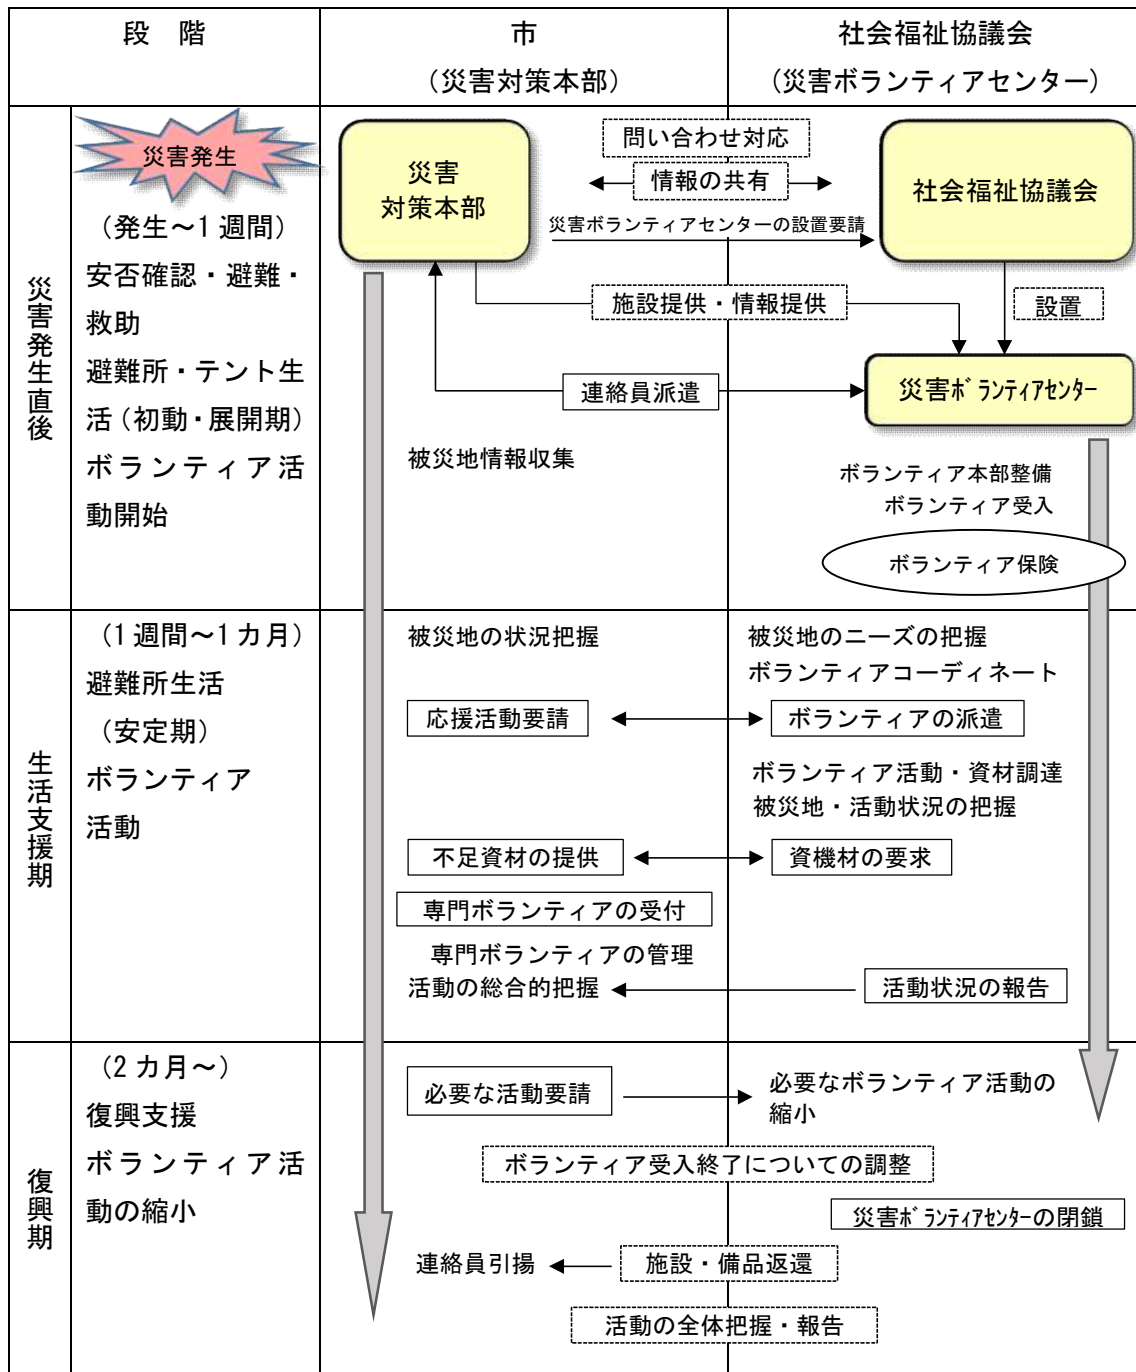 段　階
市
（災害対策本部）
社会福祉協議会
（災害ボランティアセンター）
災害発生直後
災害発生
（発生～1週間）
安否確認・避難・
救助
避難所・テント生
活（初動・展開期）
ボランティア活
動開始
災害
対策本部
問い合わせ対応
情報の共有
災害ボランティアセンターの設置要請
社会福祉協議会
施設提供・情報提供
設置
連絡員派遣
災害ﾎﾞﾗﾝﾃｨｱｾﾝﾀｰ
被災地情報収集
ボランティア本部整備
ボランティア受入
ボランティア保険
生活支援期
（1週間～1カ月）
避難所生活
（安定期）
ボランティア
活動
被災地の状況把握
被災地のニーズの把握
ボランティアコーディネート
応援活動要請
ボランティアの派遣
ボランティア活動・資材調達
被災地・活動状況の把握
不足資材の提供
資機材の要求
専門ボランティアの受付
専門ボランティアの管理
活動の総合的把握
活動状況の報告
復興期
（2カ月～）
復興支援
ボランティア活
動の縮小
必要な活動要請
必要なボランティア活動の
縮小
ボランティア受入終了についての調整
災害ﾎﾞﾗﾝﾃｨｱｾﾝﾀｰの閉鎖
連絡員引揚
施設・備品返還
活動の全体把握・報告